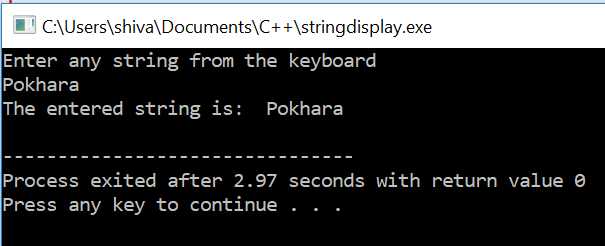 C:\Users\shiva\Documents\C++\stringdisplay.exe
Enter any string from the keyboard
Pokhara
The entered string is:  Pokhara
--------------------------------
Process exited after 2.97 seconds with return value 0
Press any key to continue . . .